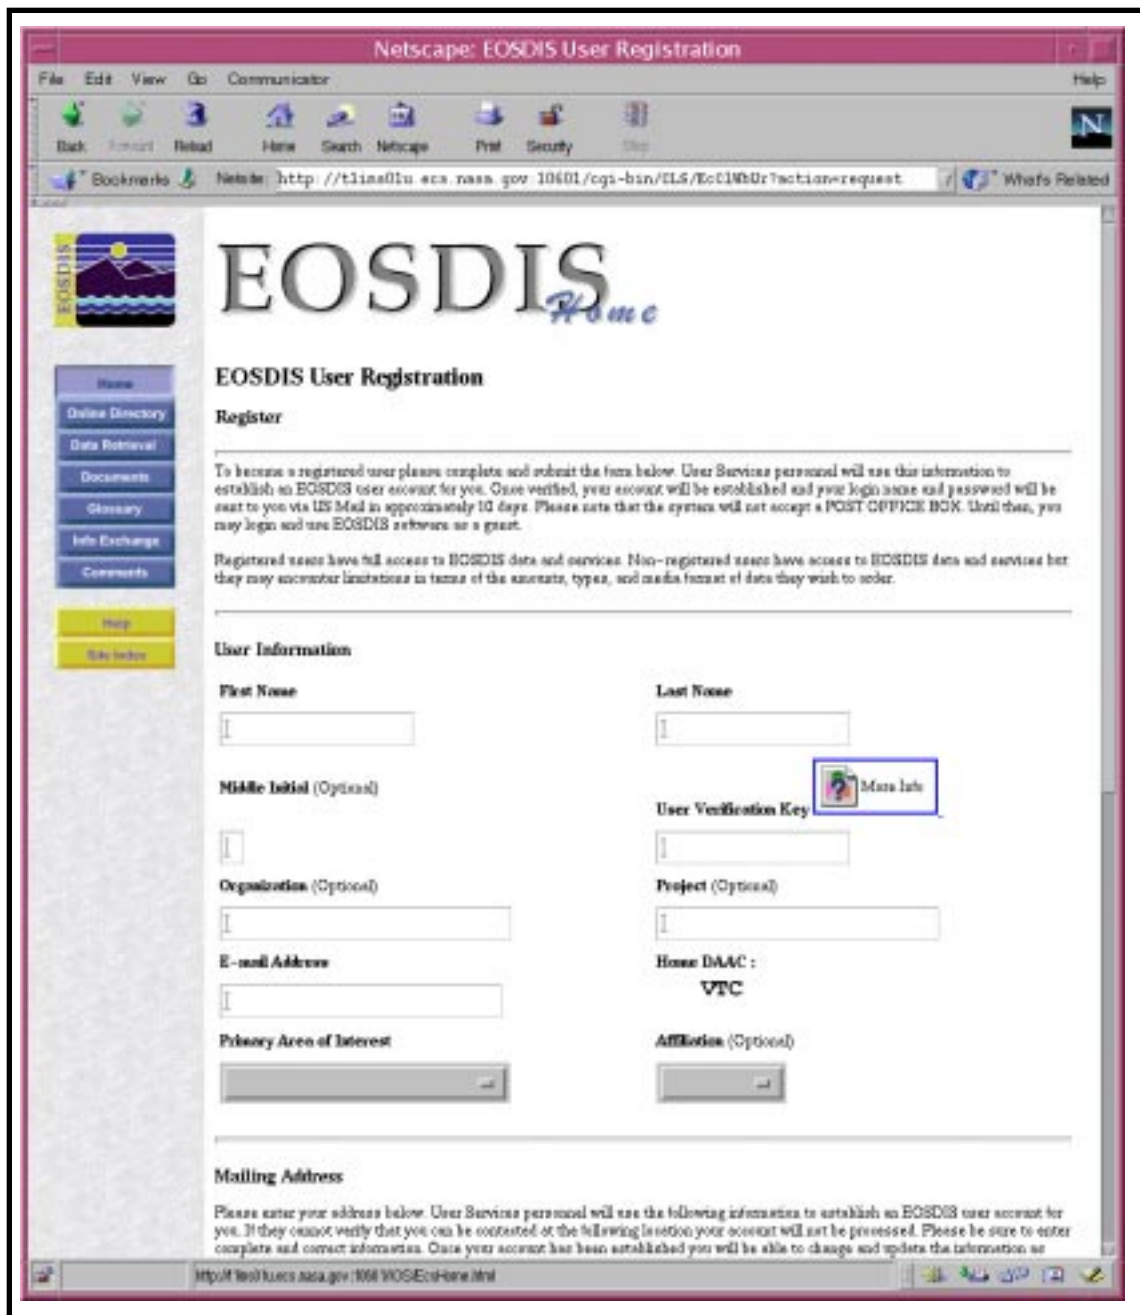 Netscape: EOSDIS User Registration
File Edit View Go Communicator Help
Back Forward Reload Home Search Netscape Print Security Stop
Bookmarks Netsite: http://t1ins01u.ecs.nasa.gov:10601/cgi-bin/CLS/EcClWbUr?action=request What's Related
EOSDIS
EOSDIS
Home
Home
Online Directory
Data Retrieval
Documents
Glossary
Info Exchange
Comments
Help
Site Index
EOSDIS User Registration
Register
To become a registered user please complete and submit the form below. User Services personnel will use this information to
establish an EOSDIS user account for you. Once verified, your account will be established and your login name and password will be
sent to you via US Mail in approximately 10 days. Please note that the system will not accept a POST OFFICE BOX. Until then, you
may login and use EOSDIS software as a guest.
Registered users have full access to EOSDIS data and services. Non-registered users have access to EOSDIS data and services but
they may encounter limitations in terms of the amounts, types, and media format of data they wish to order.
User Information
First Name Last Name
Middle Initial (Optional) More Info
User Verification Key
Organization (Optional) Project (Optional)
E-mail Address Home DAAC :
VTC
Primary Area of Interest Affiliation (Optional)
Mailing Address
Please enter your address below. User Services personnel will use the following information to establish an EOSDIS user account for
you. If they cannot verify that you can be contacted at the following location your account will not be processed. Please be sure to enter
complete and correct information. Once your account has been established you will be able to change and update the information as